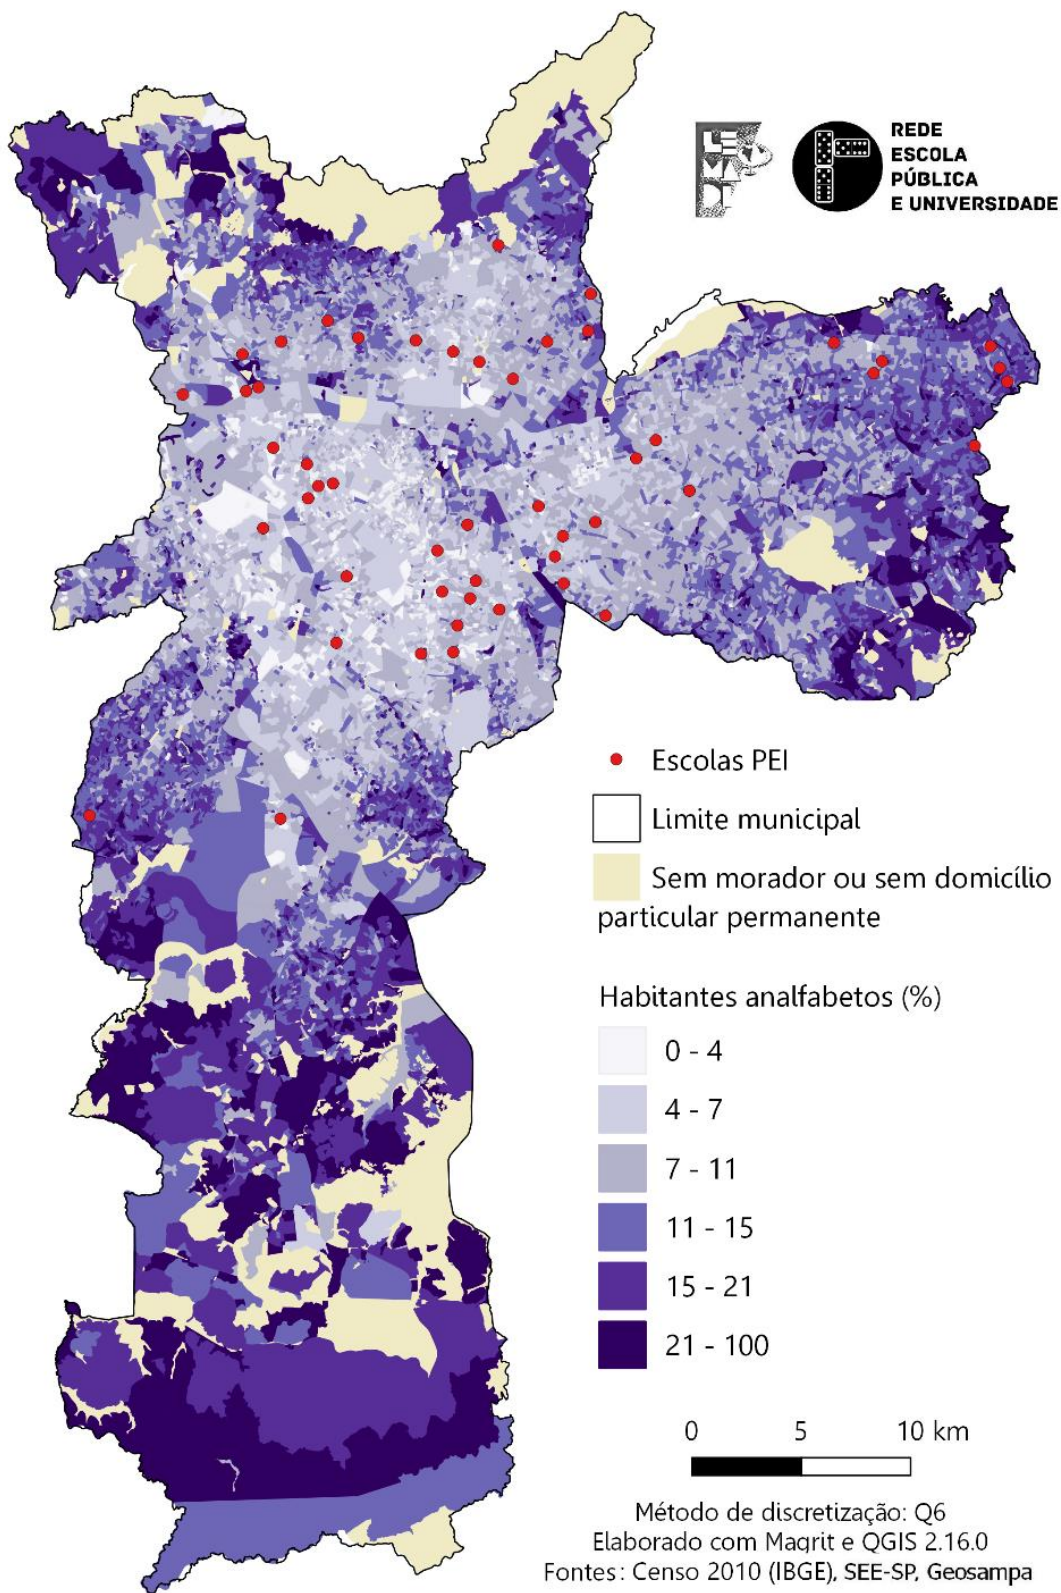 REDE
ESCOLA
PÚBLICA
E UNIVERSIDADE
Escolas PEI
Limite municipal
Sem morador ou sem domicílio
particular permanente
Habitantes analfabetos (%)
0 - 4
4 - 7
7 - 11
11 - 15
15 - 21
21 - 100
0 5 10 km
Método de discretização: Q6
Elaborado com Magrit e QGIS 2.16.0
Fontes: Censo 2010 (IBGE), SEE-SP, Geosampa